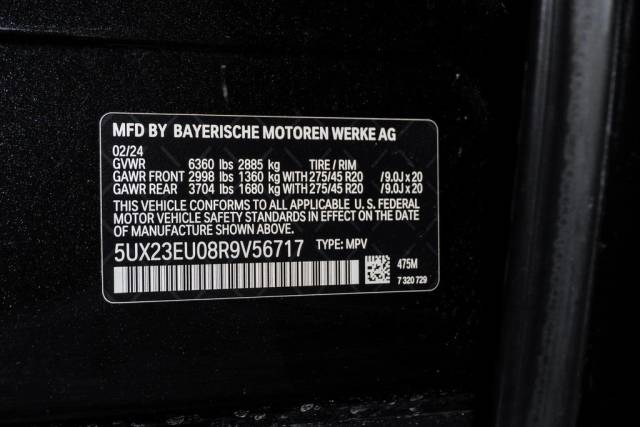 MFD BY BAYERISCHE MOTOREN WERKE AG
02/24
GVWR 6360 lbs 2885 kg TIRE / RIM
GAWR FRONT 2998 lbs 1360 kg WITH 275/45 R20 /9.0J x 20
GAWR REAR 3704 lbs 1680 kg WITH 275/45 R20 /9.0J x 20
THIS VEHICLE CONFORMS TO ALL APPLICABLE U. S. FEDERAL
MOTOR VEHICLE SAFETY STANDARDS IN EFFECT ON THE DATE
OF MANUFACTURE SHOWN ABOVE.
5UX23EU08R9V56717 TYPE: MPV
475M
7 320 729